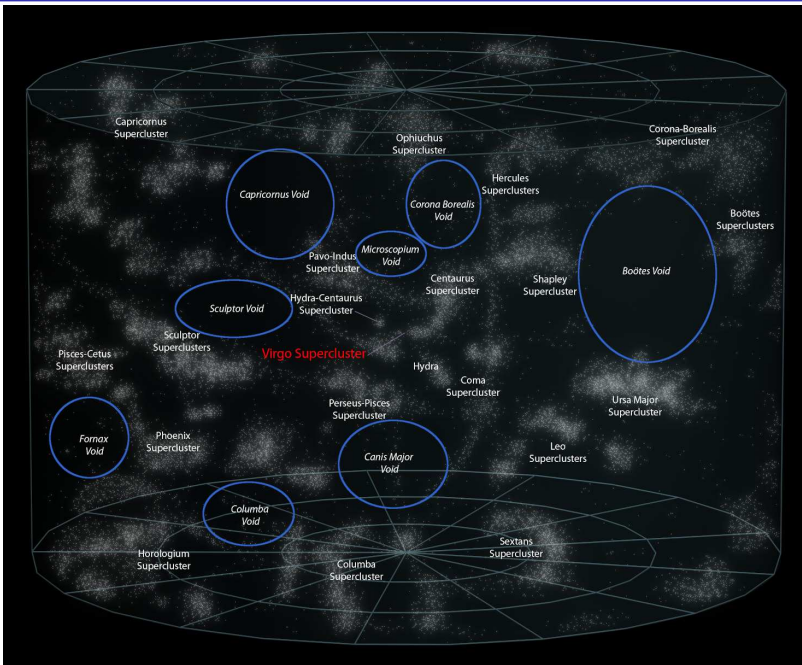 Capricornus
Supercluster
Ophiuchus
Supercluster
Corona-Borealis
Supercluster
Capricornus Void
Corona Borealis
Void
Hercules
Superclusters
Boötes
Superclusters
Microscopium
Void
Pavo-Indus
Supercluster
Centaurus
Supercluster
Shapley
Supercluster
Boötes Void
Sculptor Void
Hydra-Centaurus
Supercluster
Sculptor
Superclusters
Virgo Supercluster
Pisces-Cetus
Superclusters
Hydra
Coma
Supercluster
Perseus-Pisces
Supercluster
Ursa Major
Supercluster
Fornax
Void
Phoenix
Supercluster
Canis Major
Void
Leo
Superclusters
Columba
Void
Horologium
Supercluster
Columba
Supercluster
Sextans
Supercluster